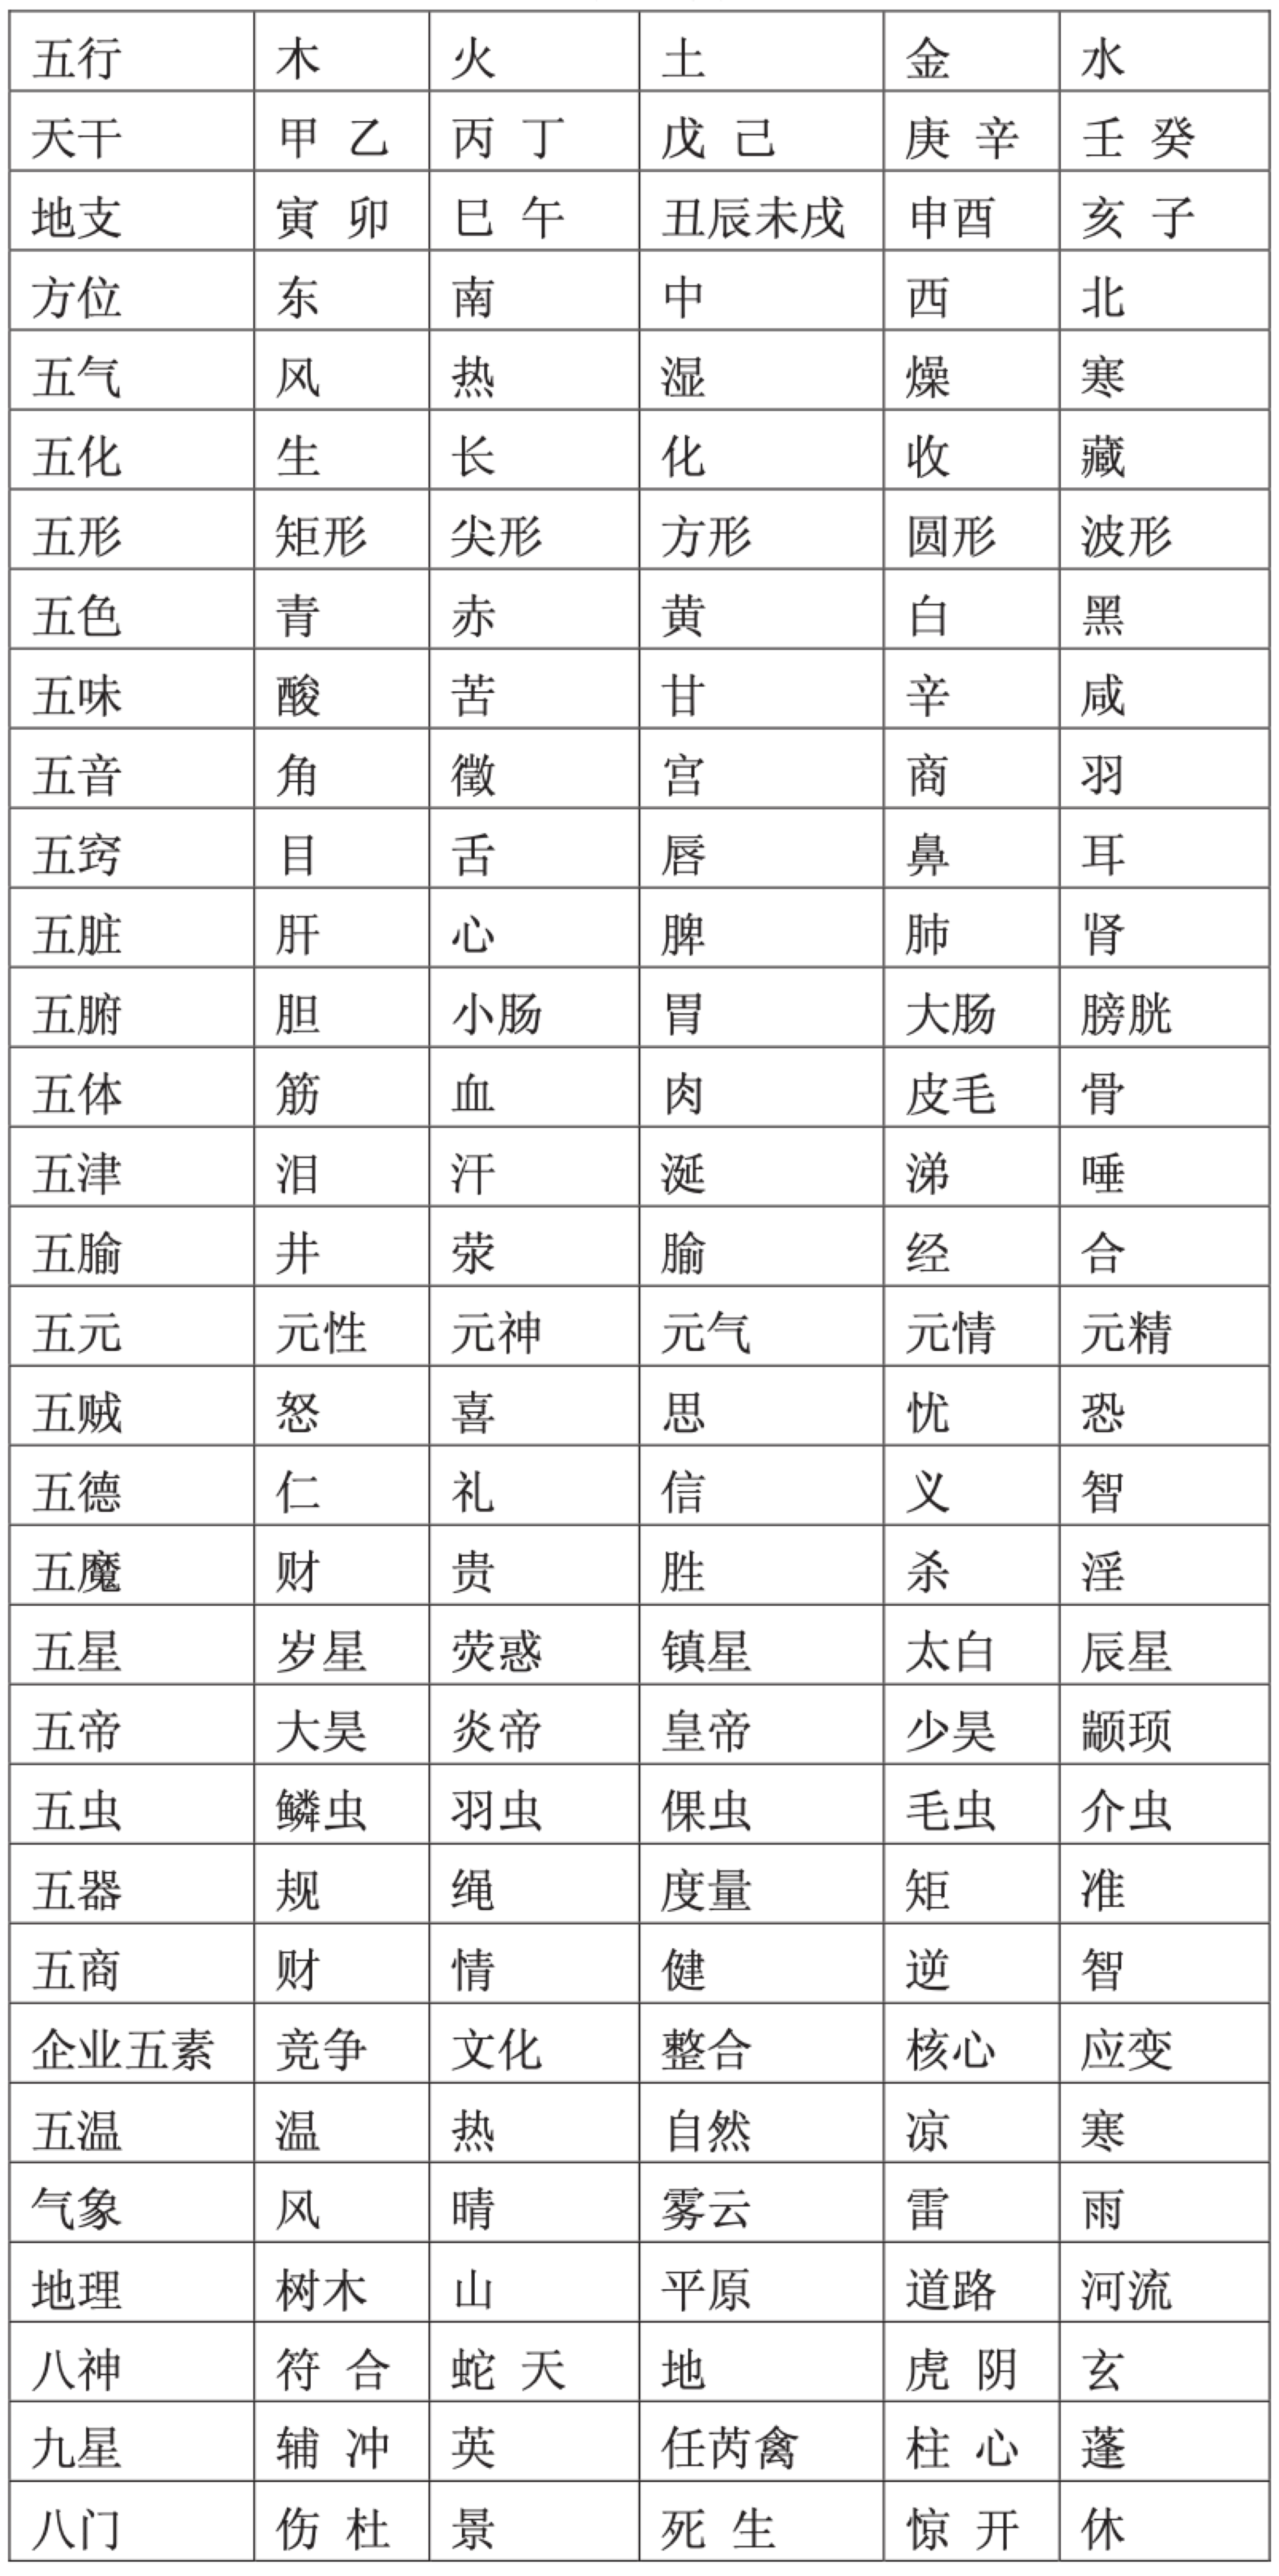 五行 木 火 土 金 水
天干 甲 乙 丙 丁 戊 己 庚 辛 壬 癸
地支 寅 卯 巳 午 丑辰未戌 申酉 亥 子
方位 东 南 中 西 北
五气 风 热 湿 燥 寒
五化 生 长 化 收 藏
五形 矩形 尖形 方形 圆形 波形
五色 青 赤 黄 白 黑
五味 酸 苦 甘 辛 咸
五音 角 徵 宫 商 羽
五窍 目 舌 唇 鼻 耳
五脏 肝 心 脾 肺 肾
五腑 胆 小肠 胃 大肠 膀胱
五体 筋 血 肉 皮毛 骨
五津 泪 汗 涎 涕 唾
五腧 井 荥 腧 经 合
五元 元性 元神 元气 元情 元精
五贼 怒 喜 思 忧 恐
五德 仁 礼 信 义 智
五魔 财 贵 胜 杀 淫
五星 岁星 荧惑 镇星 太白 辰星
五帝 大昊 炎帝 皇帝 少昊 颛顼
五虫 鳞虫 羽虫 倮虫 毛虫 介虫
五器 规 绳 度量 矩 准
五商 财 情 健 逆 智
企业五素 竞争 文化 整合 核心 应变
五温 温 热 自然 凉 寒
气象 风 晴 雾云 雷 雨
地理 树木 山 平原 道路 河流
八神 符 合 蛇 天 地 虎 阴 玄
九星 辅 冲 英 任芮禽 柱 心 蓬
八门 伤 杜 景 死 生 惊 开 休